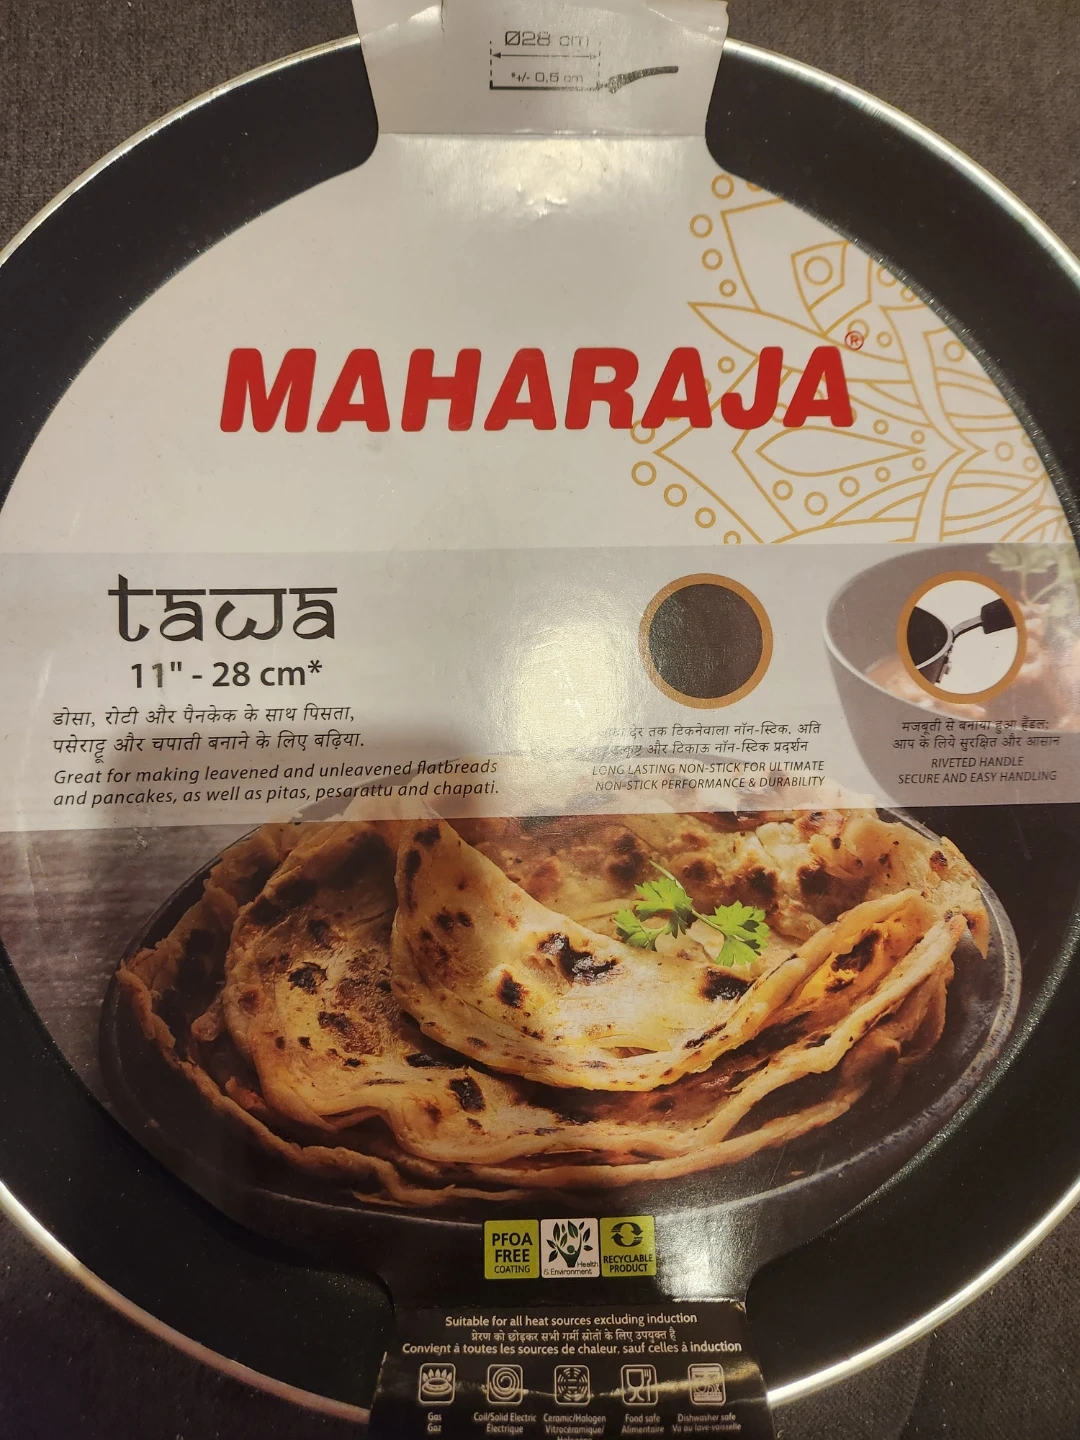 Ø28 cm
*+/- 0,5 cm
MAHARAJA®
tawa
11" - 28 cm*
डोसा, रोटी और पैनकेक के साथ पिसता,
पसेराट्टू और चपाती बनाने के लिए बढ़िया.
Great for making leavened and unleavened flatbreads
and pancakes, as well as pitas, pesarattu and chapati.
देर तक टिकनेवाला नॉन-स्टिक. अति
और टिकाऊ नॉन-स्टिक प्रदर्शन
LONG LASTING NON-STICK FOR ULTIMATE
NON-STICK PERFORMANCE & DURABILITY
मजबूती से बनाया हुआ हैंडल;
आप के लिये सुरक्षित और आसान
RIVETED HANDLE
SECURE AND EASY HANDLING
PFOA
FREE
COATING
Health
& Environment
RECYCLABLE
PRODUCT
Suitable for all heat sources excluding induction
प्रेरण को छोड़कर सभी गर्मी स्रोतों के लिए उपयुक्त है
Convient à toutes les sources de chaleur, sauf celles à induction
Gas
Gaz
Coil/Solid Electric
Électrique
Ceramic/Halogen
Vitrocéramique/
Food safe
Alimentaire
Dishwasher safe
Va au lave-vaisselle